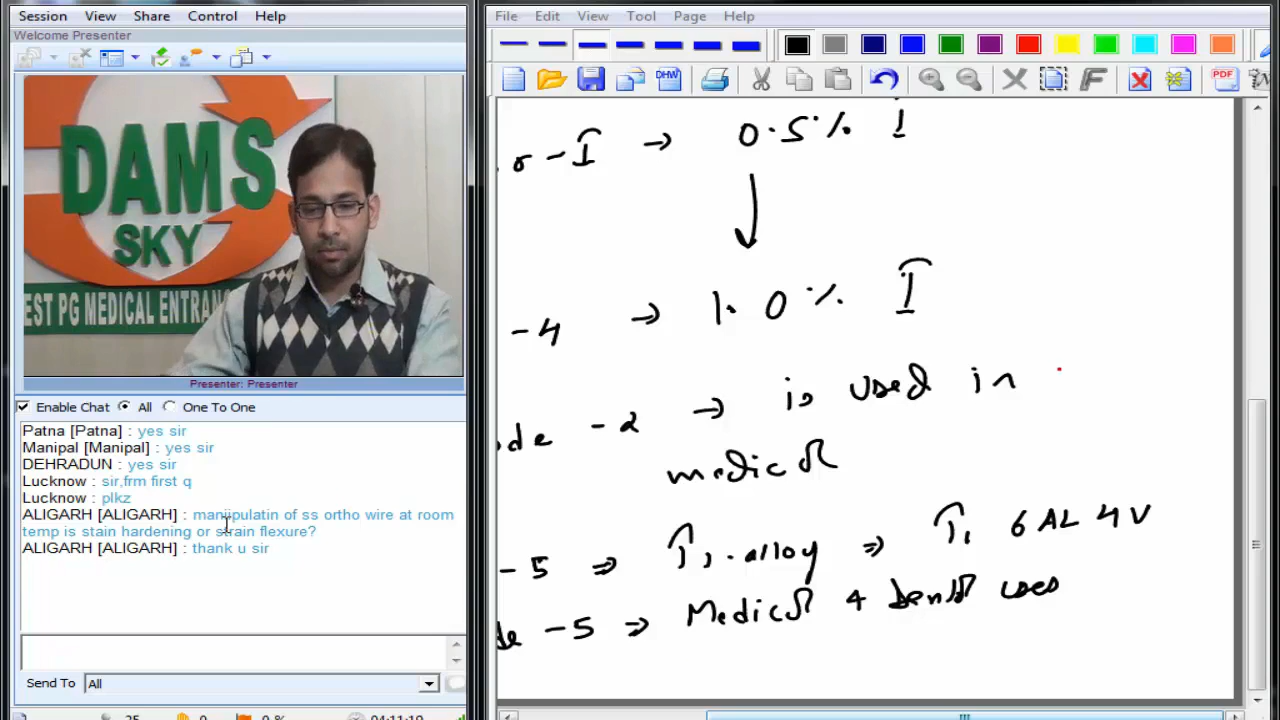 Session View Share Control Help
Welcome Presenter
DAMS
SKY
EST PG MEDICAL ENTRAN
Presenter: Presenter
Enable Chat All One To One
Patna [Patna] : yes sir
Manipal [Manipal] : yes sir
DEHRADUN : yes sir
Lucknow : sir,frm first q
Lucknow : plkz
ALIGARH [ALIGARH] : maniipulatin of ss ortho wire at room
temp is stain hardening or strain flexure?
ALIGARH [ALIGARH] : thank u sir
Send To All
File Edit View Tool Page Help
DHW
PDF
r - I → 0.5% I
-4 → 1.0% I
ade -2 → is used in
medical
-5 ⇒ Ti-alloy ⇒ Ti 6AL 4V
de -5 ⇒ Medical & Dental uses